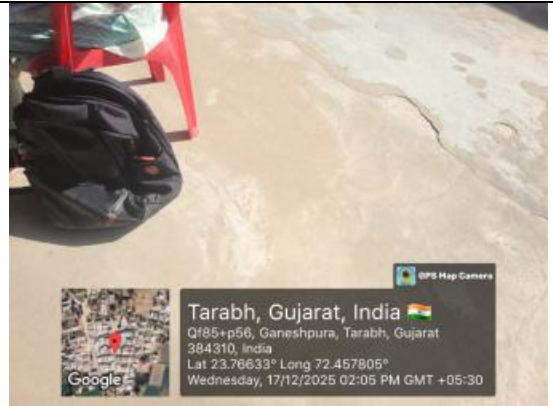 GPS Map Camera
Tarabh, Gujarat, India
Qf85+p56, Ganeshpura, Tarabh, Gujarat
384310, India
Lat 23.76633° Long 72.457805°
Wednesday, 17/12/2025 02:05 PM GMT +05:30
Google